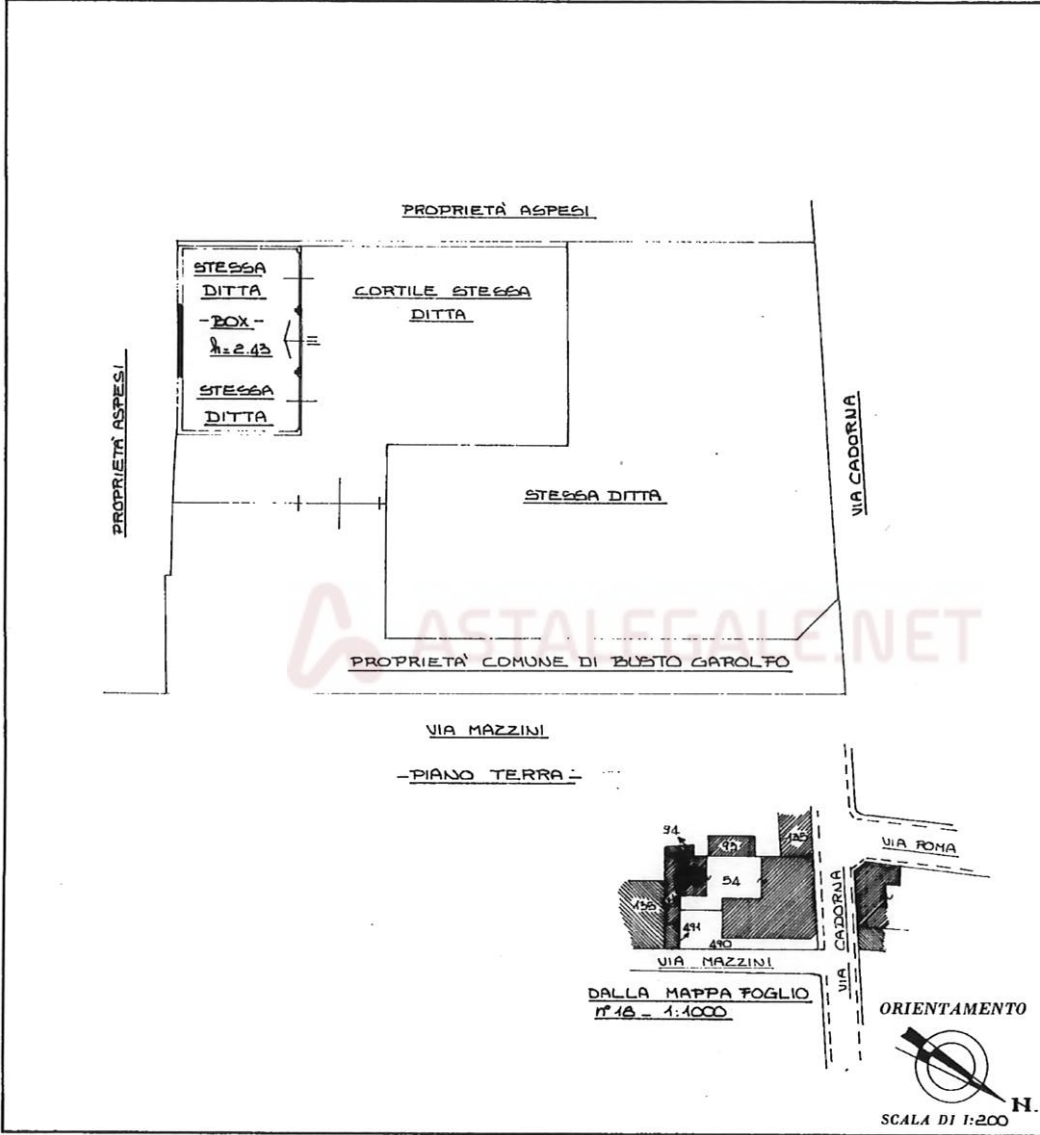 PROPRIETÀ ASPESI
STESSA
DITTA
-BOX-
h=2.43
STESSA
DITTA
CORTILE STESSA
DITTA
PROPRIETÀ ASPESI
STESSA DITTA
VIA CADORNA
ASTALEGALE.NET
PROPRIETÀ COMUNE DI BUSTO GAROLFO
VIA MAZZINI
-PIANO TERRA-
94
54
491
490
VIA ROMA
VIA CADORNA
VIA MAZZINI
DALLA MAPPA FOGLIO
n° 18 - 1:1000
ORIENTAMENTO
N.
SCALA DI 1:200